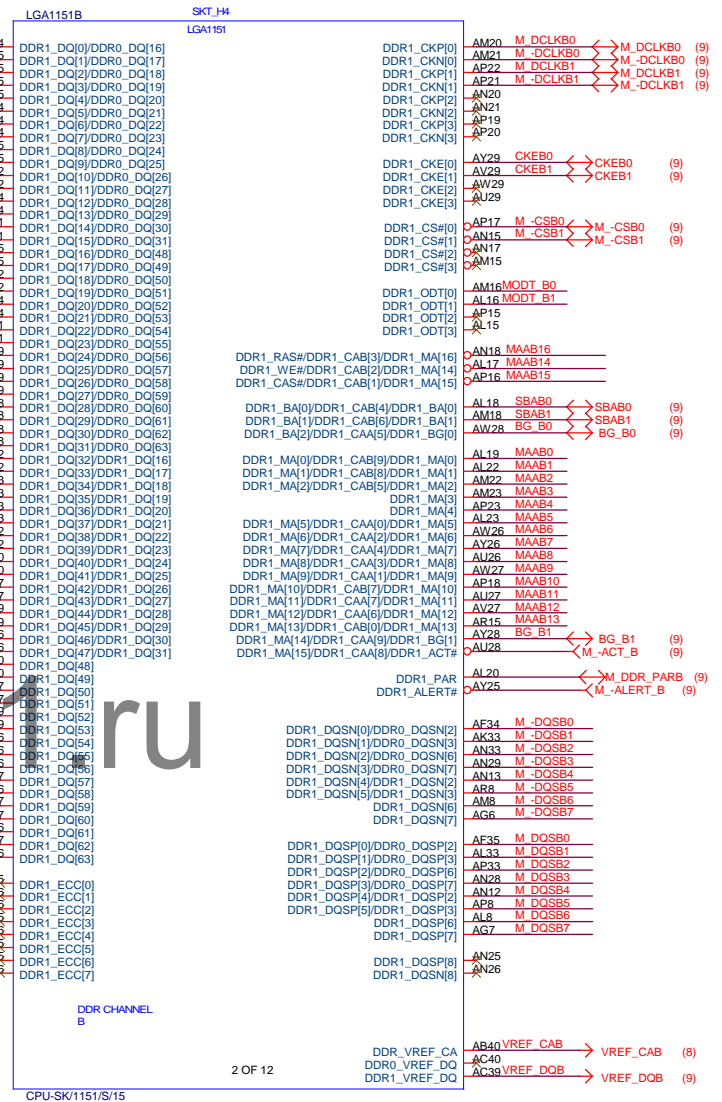 LGA1151B
SKT_H4
LGA1151
DDR1_DQ[0]/DDR0_DQ[16]
DDR1_DQ[1]/DDR0_DQ[17]
DDR1_DQ[2]/DDR0_DQ[18]
DDR1_DQ[3]/DDR0_DQ[19]
DDR1_DQ[4]/DDR0_DQ[20]
DDR1_DQ[5]/DDR0_DQ[21]
DDR1_DQ[6]/DDR0_DQ[22]
DDR1_DQ[7]/DDR0_DQ[23]
DDR1_DQ[8]/DDR0_DQ[24]
DDR1_DQ[9]/DDR0_DQ[25]
DDR1_DQ[10]/DDR0_DQ[26]
DDR1_DQ[11]/DDR0_DQ[27]
DDR1_DQ[12]/DDR0_DQ[28]
DDR1_DQ[13]/DDR0_DQ[29]
DDR1_DQ[14]/DDR0_DQ[30]
DDR1_DQ[15]/DDR0_DQ[31]
DDR1_DQ[16]/DDR0_DQ[48]
DDR1_DQ[17]/DDR0_DQ[49]
DDR1_DQ[18]/DDR0_DQ[50]
DDR1_DQ[19]/DDR0_DQ[51]
DDR1_DQ[20]/DDR0_DQ[52]
DDR1_DQ[21]/DDR0_DQ[53]
DDR1_DQ[22]/DDR0_DQ[54]
DDR1_DQ[23]/DDR0_DQ[55]
DDR1_DQ[24]/DDR0_DQ[56]
DDR1_DQ[25]/DDR0_DQ[57]
DDR1_DQ[26]/DDR0_DQ[58]
DDR1_DQ[27]/DDR0_DQ[59]
DDR1_DQ[28]/DDR0_DQ[60]
DDR1_DQ[29]/DDR0_DQ[61]
DDR1_DQ[30]/DDR0_DQ[62]
DDR1_DQ[31]/DDR0_DQ[63]
DDR1_DQ[32]/DDR1_DQ[16]
DDR1_DQ[33]/DDR1_DQ[17]
DDR1_DQ[34]/DDR1_DQ[18]
DDR1_DQ[35]/DDR1_DQ[19]
DDR1_DQ[36]/DDR1_DQ[20]
DDR1_DQ[37]/DDR1_DQ[21]
DDR1_DQ[38]/DDR1_DQ[22]
DDR1_DQ[39]/DDR1_DQ[23]
DDR1_DQ[40]/DDR1_DQ[24]
DDR1_DQ[41]/DDR1_DQ[25]
DDR1_DQ[42]/DDR1_DQ[26]
DDR1_DQ[43]/DDR1_DQ[27]
DDR1_DQ[44]/DDR1_DQ[28]
DDR1_DQ[45]/DDR1_DQ[29]
DDR1_DQ[46]/DDR1_DQ[30]
DDR1_DQ[47]/DDR1_DQ[31]
DDR1_DQ[48]
DDR1_DQ[49]
DDR1_DQ[50]
DDR1_DQ[51]
DDR1_DQ[52]
DDR1_DQ[53]
DDR1_DQ[54]
DDR1_DQ[55]
DDR1_DQ[56]
DDR1_DQ[57]
DDR1_DQ[58]
DDR1_DQ[59]
DDR1_DQ[60]
DDR1_DQ[61]
DDR1_DQ[62]
DDR1_DQ[63]
DDR1_ECC[0]
DDR1_ECC[1]
DDR1_ECC[2]
DDR1_ECC[3]
DDR1_ECC[4]
DDR1_ECC[5]
DDR1_ECC[6]
DDR1_ECC[7]
DDR CHANNEL
B
DDR1_CKP[0] AM20 M_DCLKB0 M_DCLKB0 (9)
DDR1_CKN[0] AM21 M_-DCLKB0 M_-DCLKB0 (9)
DDR1_CKP[1] AP22 M_DCLKB1 M_DCLKB1 (9)
DDR1_CKN[1] AP21 M_-DCLKB1 M_-DCLKB1 (9)
DDR1_CKP[2] AN20
DDR1_CKN[2] AN21
DDR1_CKP[3] AP19
DDR1_CKN[3] AP20
DDR1_CKE[0] AY29 CKEB0 CKEB0 (9)
DDR1_CKE[1] AV29 CKEB1 CKEB1 (9)
DDR1_CKE[2] AW29
DDR1_CKE[3] AU29
DDR1_CS#[0] AP17 M_-CSB0 M_-CSB0 (9)
DDR1_CS#[1] AN15 M_-CSB1 M_-CSB1 (9)
DDR1_CS#[2] AN17
DDR1_CS#[3] AM15
DDR1_ODT[0] AM16 MODT_B0
DDR1_ODT[1] AL16 MODT_B1
DDR1_ODT[2] AP15
DDR1_ODT[3] AL15
DDR1_RAS#/DDR1_CAB[3]/DDR1_MA[16] AN18 MAAB16
DDR1_WE#/DDR1_CAB[2]/DDR1_MA[14] AL17 MAAB14
DDR1_CAS#/DDR1_CAB[1]/DDR1_MA[15] AP16 MAAB15
DDR1_BA[0]/DDR1_CAB[4]/DDR1_BA[0] AL18 SBAB0 SBAB0 (9)
DDR1_BA[1]/DDR1_CAB[6]/DDR1_BA[1] AM18 SBAB1 SBAB1 (9)
DDR1_BA[2]/DDR1_CAA[5]/DDR1_BG[0] AW28 BG_B0 BG_B0 (9)
DDR1_MA[0]/DDR1_CAB[9]/DDR1_MA[0] AL19 MAAB0
DDR1_MA[1]/DDR1_CAB[8]/DDR1_MA[1] AL22 MAAB1
DDR1_MA[2]/DDR1_CAB[5]/DDR1_MA[2] AM22 MAAB2
DDR1_MA[3] AM23 MAAB3
DDR1_MA[4] AP23 MAAB4
DDR1_MA[5]/DDR1_CAA[0]/DDR1_MA[5] AL23 MAAB5
DDR1_MA[6]/DDR1_CAA[2]/DDR1_MA[6] AW26 MAAB6
DDR1_MA[7]/DDR1_CAA[4]/DDR1_MA[7] AY26 MAAB7
DDR1_MA[8]/DDR1_CAA[3]/DDR1_MA[8] AU26 MAAB8
DDR1_MA[9]/DDR1_CAA[1]/DDR1_MA[9] AW27 MAAB9
DDR1_MA[10]/DDR1_CAB[7]/DDR1_MA[10] AP18 MAAB10
DDR1_MA[11]/DDR1_CAA[7]/DDR1_MA[11] AU27 MAAB11
DDR1_MA[12]/DDR1_CAA[6]/DDR1_MA[12] AV27 MAAB12
DDR1_MA[13]/DDR1_CAB[0]/DDR1_MA[13] AR15 MAAB13
DDR1_MA[14]/DDR1_CAA[9]/DDR1_BG[1] AY28 BG_B1 BG_B1 (9)
DDR1_MA[15]/DDR1_CAA[8]/DDR1_ACT# AU28 M_-ACT_B (9)
DDR1_PAR AL20 M_DDR_PARB (9)
DDR1_ALERT# AY25 M_-ALERT_B (9)
DDR1_DQSN[0]/DDR0_DQSN[2] AF34 M_-DQSB0
DDR1_DQSN[1]/DDR0_DQSN[3] AK33 M_-DQSB1
DDR1_DQSN[2]/DDR0_DQSN[6] AN33 M_-DQSB2
DDR1_DQSN[3]/DDR0_DQSN[7] AN29 M_-DQSB3
DDR1_DQSN[4]/DDR1_DQSN[2] AN13 M_-DQSB4
DDR1_DQSN[5]/DDR1_DQSN[3] AR8 M_-DQSB5
DDR1_DQSN[6] AM8 M_-DQSB6
DDR1_DQSN[7] AG6 M_-DQSB7
DDR1_DQSP[0]/DDR0_DQSP[2] AF35 M_DQSB0
DDR1_DQSP[1]/DDR0_DQSP[3] AL33 M_DQSB1
DDR1_DQSP[2]/DDR0_DQSP[6] AP33 M_DQSB2
DDR1_DQSP[3]/DDR0_DQSP[7] AN28 M_DQSB3
DDR1_DQSP[4]/DDR1_DQSP[2] AN12 M_DQSB4
DDR1_DQSP[5]/DDR1_DQSP[3] AP8 M_DQSB5
DDR1_DQSP[6] AL8 M_DQSB6
DDR1_DQSP[7] AG7 M_DQSB7
DDR1_DQSP[8] AN25
DDR1_DQSN[8] AN26
DDR_VREF_CA AB40 VREF_CAB VREF_CAB (8)
DDR0_VREF_DQ AC40
DDR1_VREF_DQ AC39 VREF_DQB VREF_DQB (9)
2 OF 12
CPU-SK/1151/S/15
1.ru